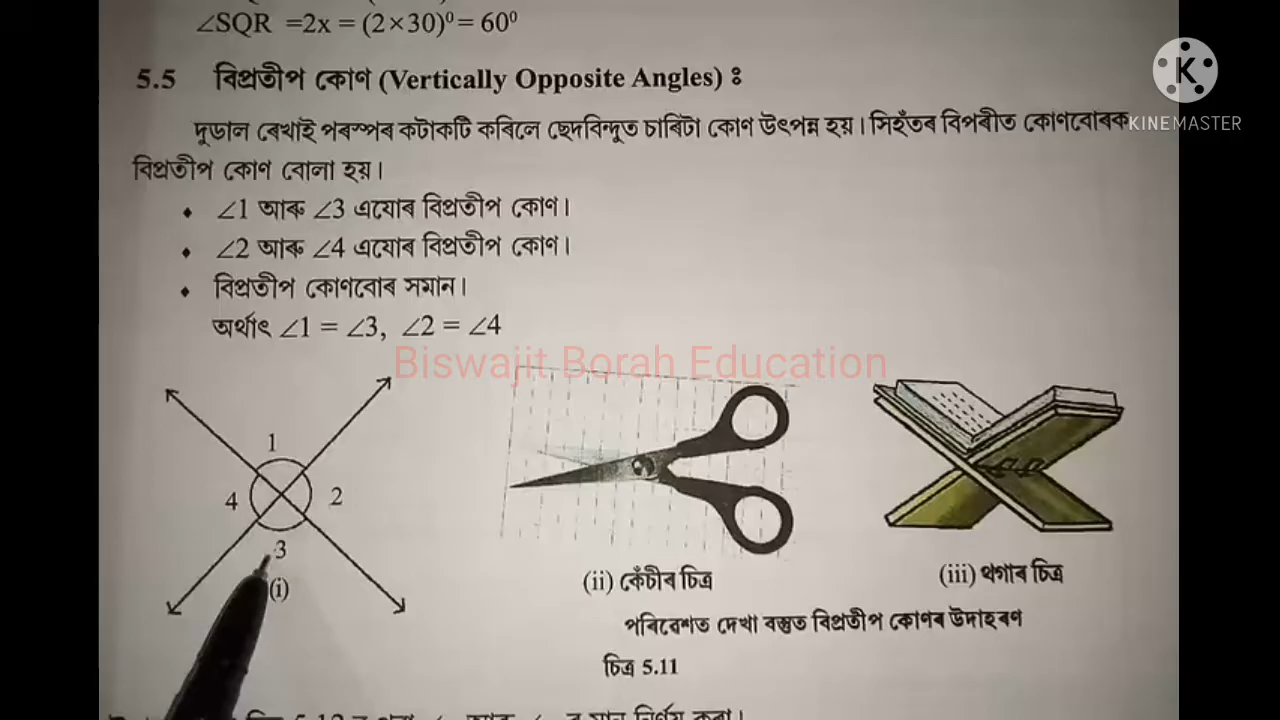 ∠SQR =2x = (2×30)⁰= 60⁰
5.5 বিপ্ৰতীপ কোণ (Vertically Opposite Angles) ঃ
দুডাল ৰেখাই পৰস্পৰ কটাকটি কৰিলে ছেদবিন্দুত চাৰিটা কোণ উৎপন্ন হয়। সিহঁতৰ বিপৰীত কোণবোৰক
বিপ্ৰতীপ কোণ বোলা হয়।
• ∠1 আৰু ∠3 এযোৰ বিপ্ৰতীপ কোণ।
• ∠2 আৰু ∠4 এযোৰ বিপ্ৰতীপ কোণ।
• বিপ্ৰতীপ কোণবোৰ সমান।
অৰ্থাৎ ∠1 = ∠3, ∠2 = ∠4
Biswajit Borah Education
1
4 2
3
(i)
(ii) কেঁচীৰ চিত্ৰ
(iii) থগাৰ চিত্ৰ
পৰিৱেশত দেখা বস্তুত বিপ্ৰতীপ কোণৰ উদাহৰণ
চিত্ৰ 5.11
K
KINEMASTER